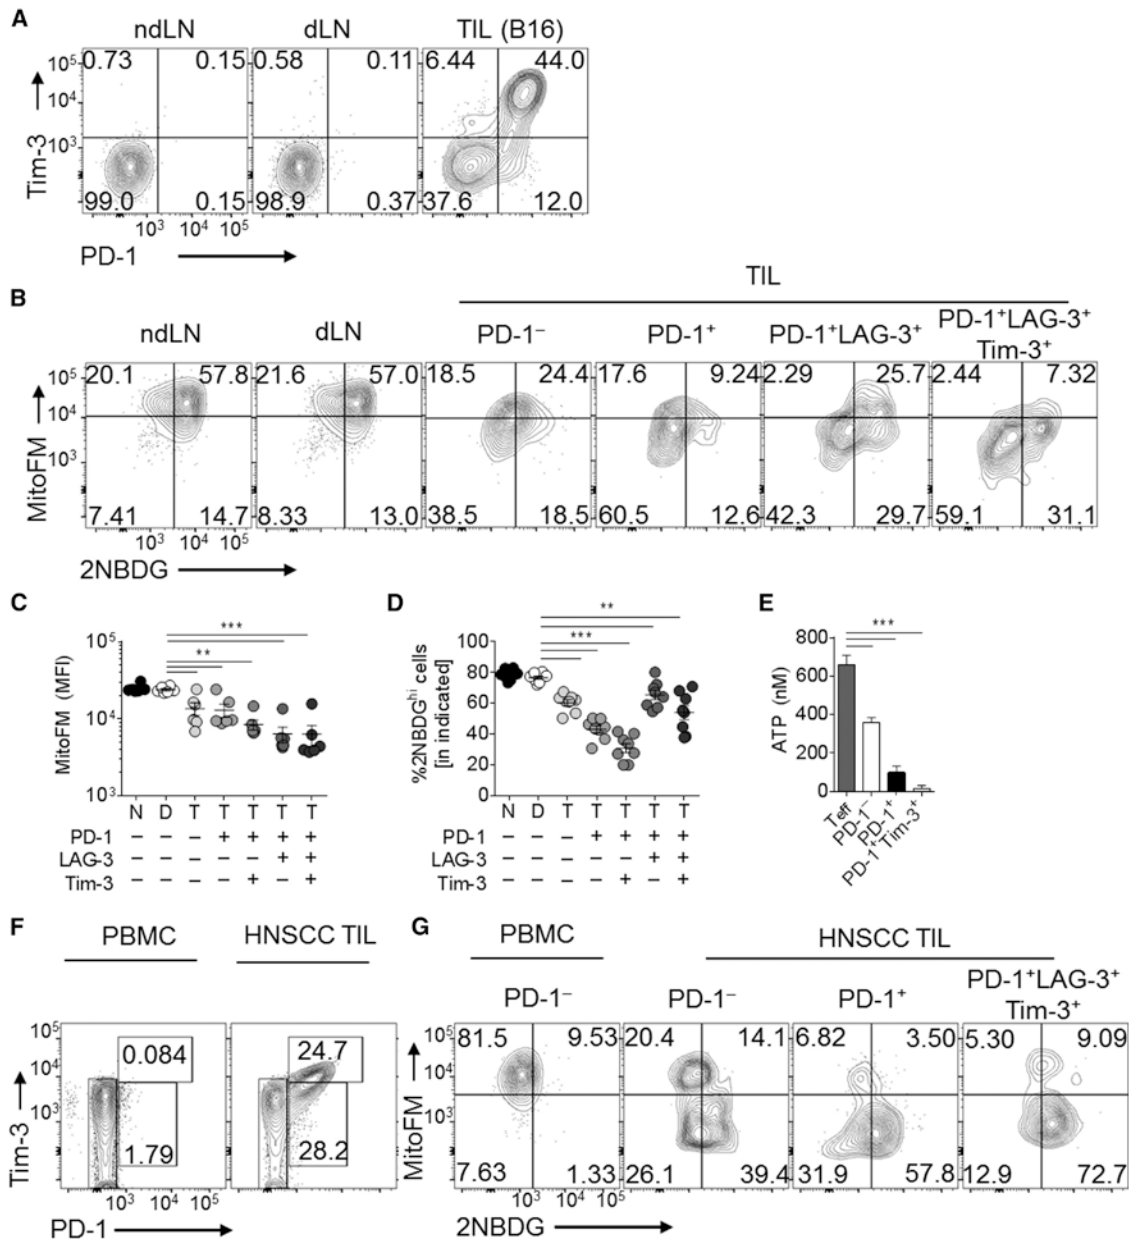 A
ndLN dLN TIL (B16)
0.73 0.15 0.58 0.11 6.44 44.0
10⁵
10⁴
10³
Tim-3
99.0 0.15 98.9 0.37 37.6 12.0
10³ 10⁴ 10⁵
PD-1
B
TIL
ndLN dLN PD-1⁻ PD-1⁺ PD-1⁺LAG-3⁺ PD-1⁺LAG-3⁺
Tim-3⁺
20.1 57.8 21.6 57.0 18.5 24.4 17.6 9.24 2.29 25.7 2.44 7.32
10⁵
10⁴
10³
MitoFM
7.41 14.7 8.33 13.0 38.5 18.5 60.5 12.6 42.3 29.7 59.1 31.1
10³ 10⁴ 10⁵
2NBDG
C
***
**
10⁵
10⁴
10³
MitoFM (MFI)
N D T T T T T
PD-1 – – – + + + +
LAG-3 – – – – – + +
Tim-3 – – – – + – +
D
**
***
100
80
60
40
20
0
%2NBDGʰⁱ cells
[in indicated]
N D T T T T T
PD-1 – – – + + + +
LAG-3 – – – – – + +
Tim-3 – – – – + – +
E
***
800
600
400
200
0
ATP (nM)
Teff
PD-1⁻
PD-1⁺
PD-1⁺Tim-3⁺
F
PBMC HNSCC TIL
10⁵
10⁴
10³
Tim-3
0.084 24.7
1.79 28.2
10³ 10⁴ 10⁵
PD-1
G
PBMC HNSCC TIL
PD-1⁻ PD-1⁻ PD-1⁺ PD-1⁺LAG-3⁺
Tim-3⁺
81.5 9.53 20.4 14.1 6.82 3.50 5.30 9.09
10⁵
10⁴
10³
MitoFM
7.63 1.33 26.1 39.4 31.9 57.8 12.9 72.7
10³ 10⁴ 10⁵
2NBDG